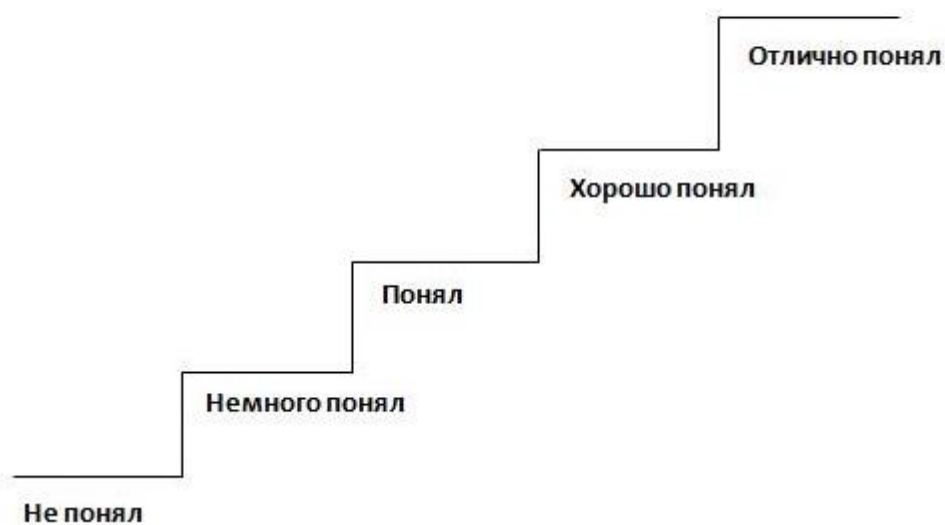 Отлично понял
Хорошо понял
Понял
Немного понял
Не понял